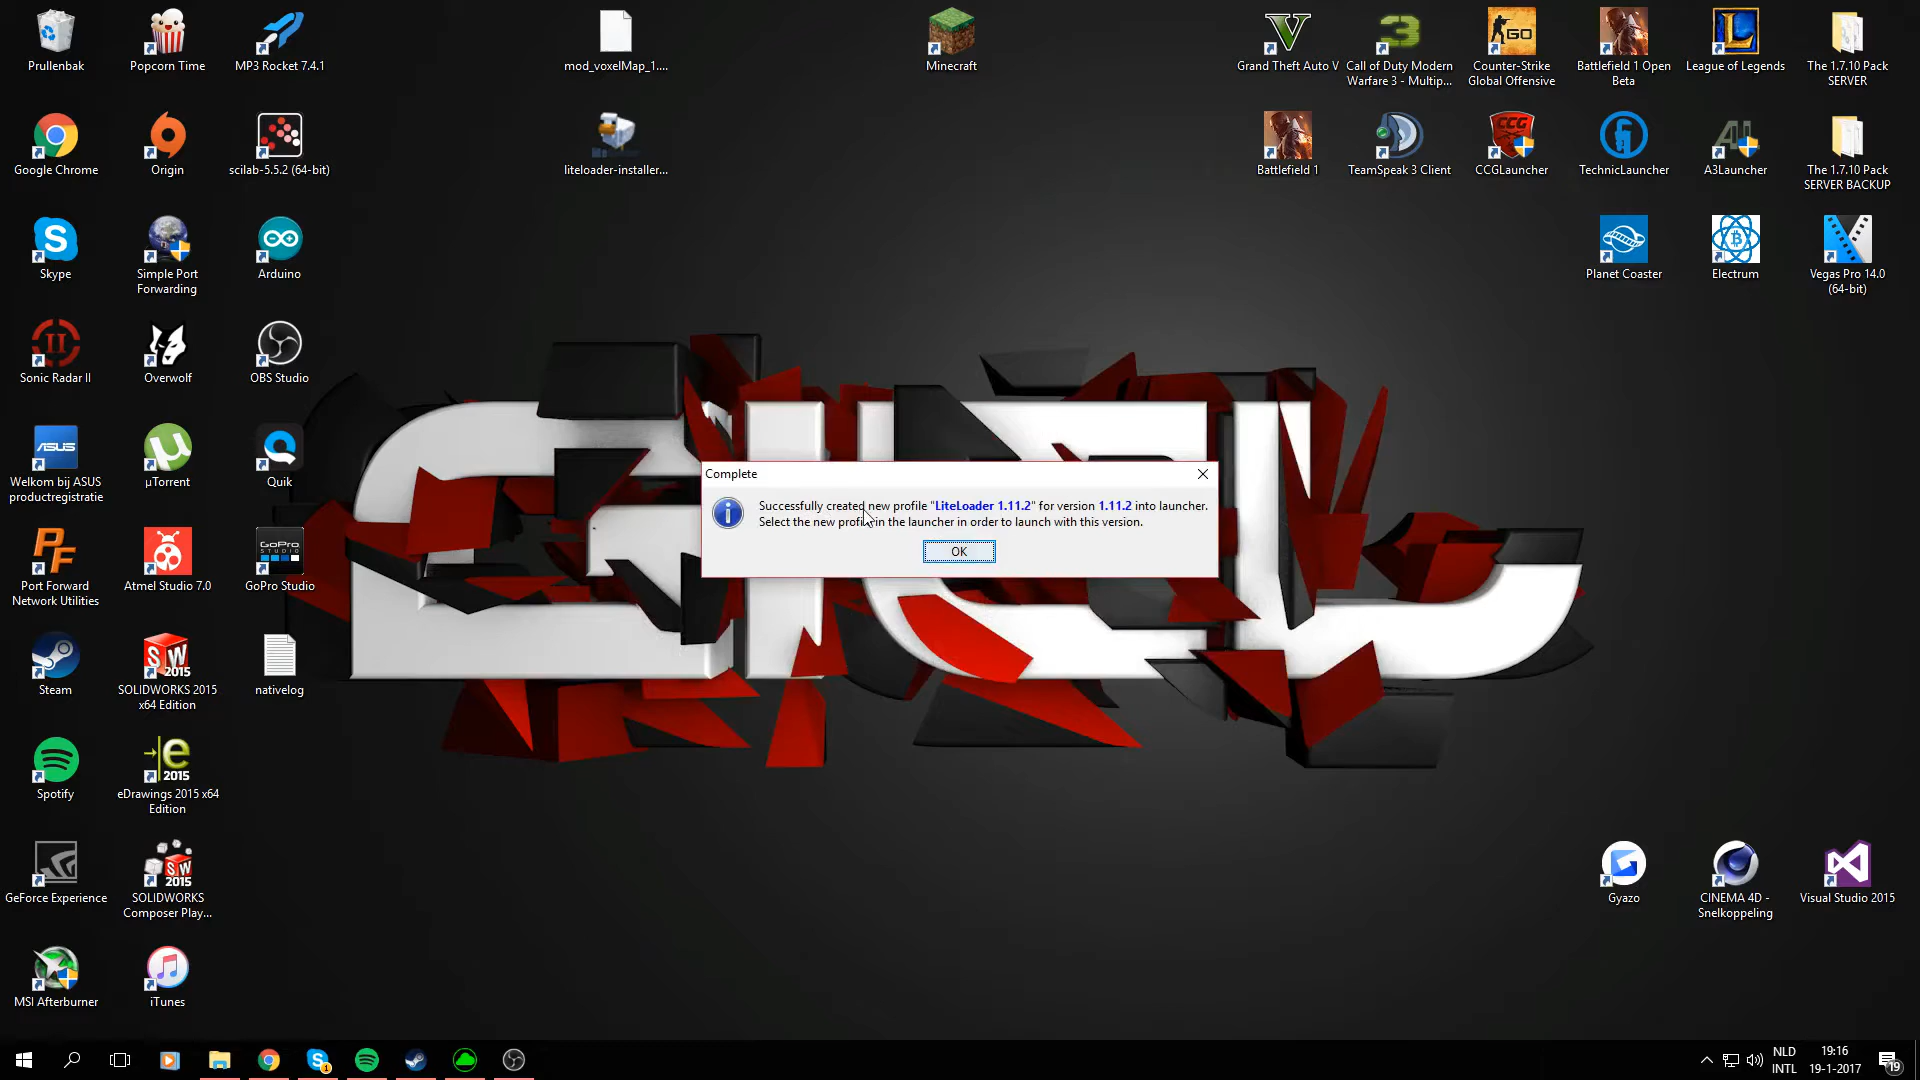 Prullenbak
Popcorn Time
MP3 Rocket 7.4.1
mod_voxelMap_1....
Minecraft
Grand Theft Auto V
Call of Duty Modern
Warfare 3 - Multip...
Counter-Strike
Global Offensive
Battlefield 1 Open
Beta
League of Legends
The 1.7.10 Pack
SERVER
Google Chrome
Origin
scilab-5.5.2 (64-bit)
liteloader-installer...
Battlefield 1
TeamSpeak 3 Client
CCGLauncher
TechnicLauncher
A3Launcher
The 1.7.10 Pack
SERVER BACKUP
Skype
Simple Port
Forwarding
Arduino
Planet Coaster
Electrum
Vegas Pro 14.0
(64-bit)
Sonic Radar II
Overwolf
OBS Studio
Welkom bij ASUS
productregistratie
µTorrent
Quik
Complete
Successfully created new profile "LiteLoader 1.11.2" for version 1.11.2 into launcher.
Select the new profile in the launcher in order to launch with this version.
OK
Port Forward
Network Utilities
Atmel Studio 7.0
GoPro Studio
Steam
SOLIDWORKS 2015
x64 Edition
nativelog
Spotify
eDrawings 2015 x64
Edition
GeForce Experience
SOLIDWORKS
Composer Play...
Gyazo
CINEMA 4D -
Snelkoppeling
Visual Studio 2015
MSI Afterburner
iTunes
NLD
INTL
19:16
19-1-2017
19